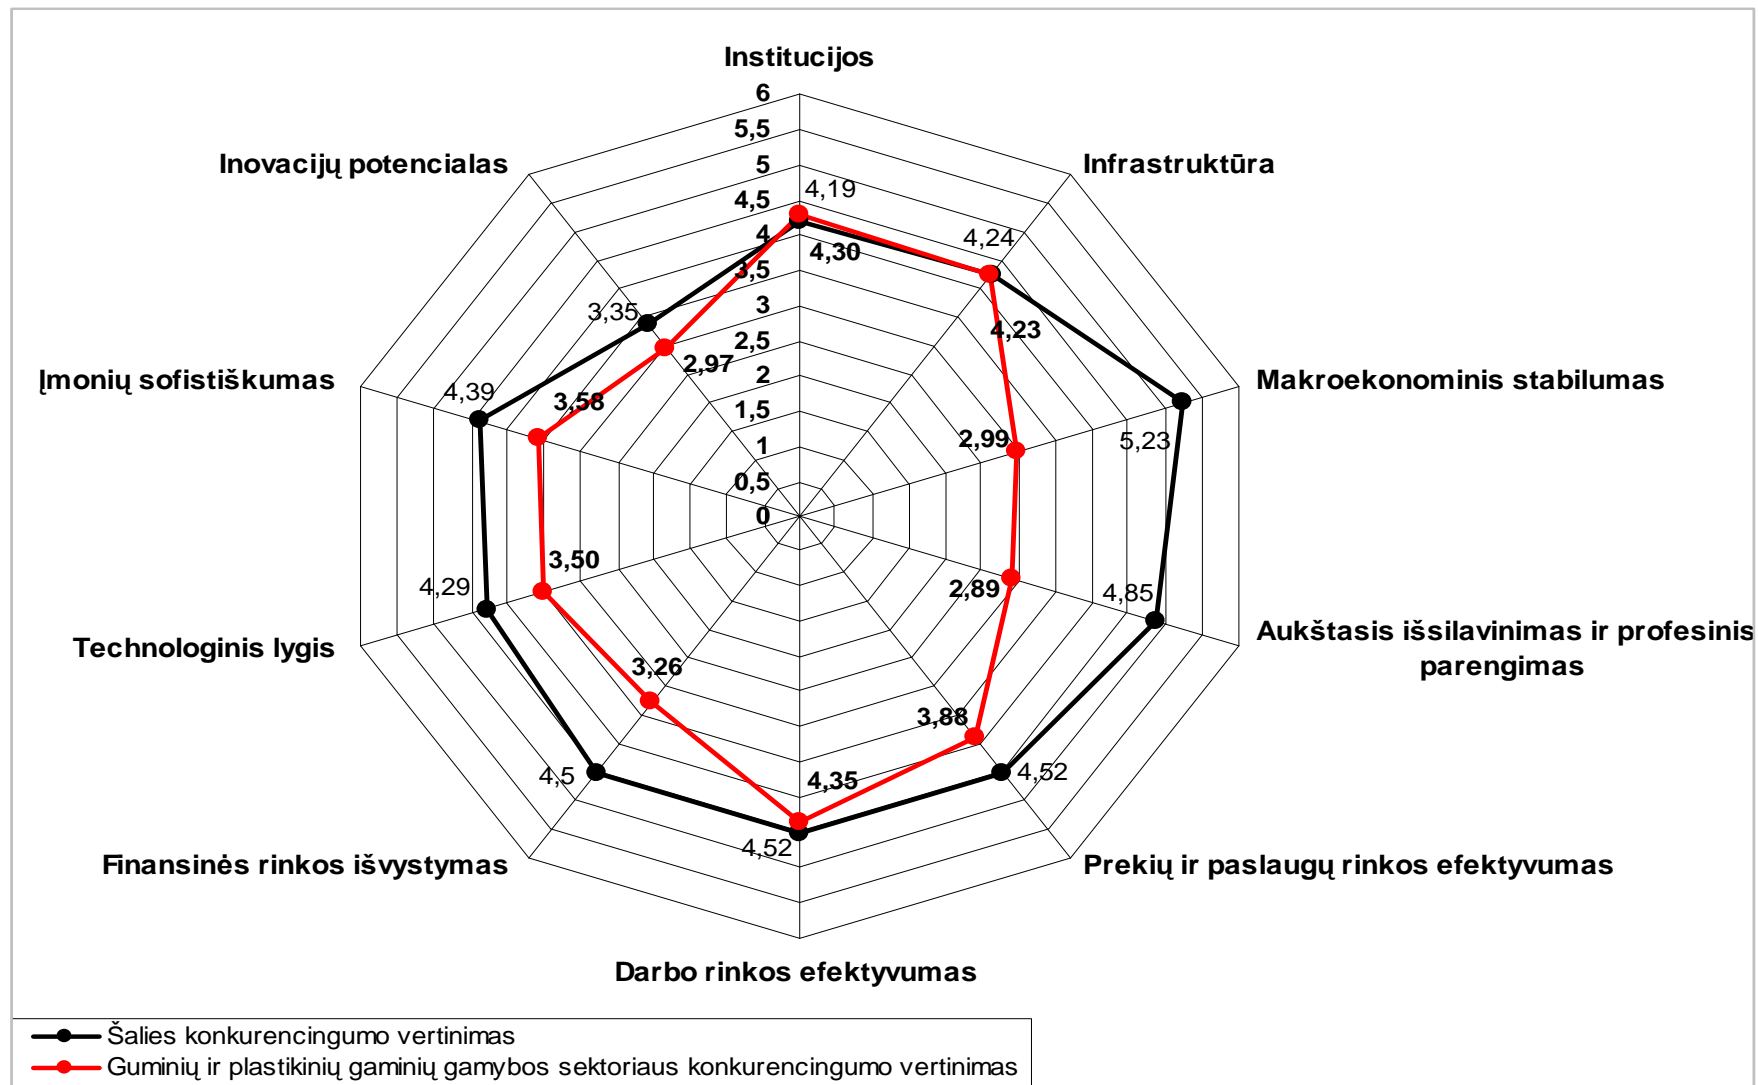 Institucijos
6
5,5
Inovacijų potencialas
Infrastruktūra
5
4,19
4,5
4,24
4
4,30
3,5
3,35
3
4,23
2,5
2,97
Įmonių sofistiškumas
4,39
3,58
2
Makroekonominis stabilumas
1,5
2,99
5,23
1
0,5
0
3,50
4,29
2,89
4,85
Technologinis lygis
Aukštasis išsilavinimas ir profesinis
parengimas
3,26
3,88
4,5
4,35
4,52
4,52
Finansinės rinkos išvystymas
Prekių ir paslaugų rinkos efektyvumas
Darbo rinkos efektyvumas
Šalies konkurencingumo vertinimas
Guminių ir plastikinių gaminių gamybos sektoriaus konkurencingumo vertinimas